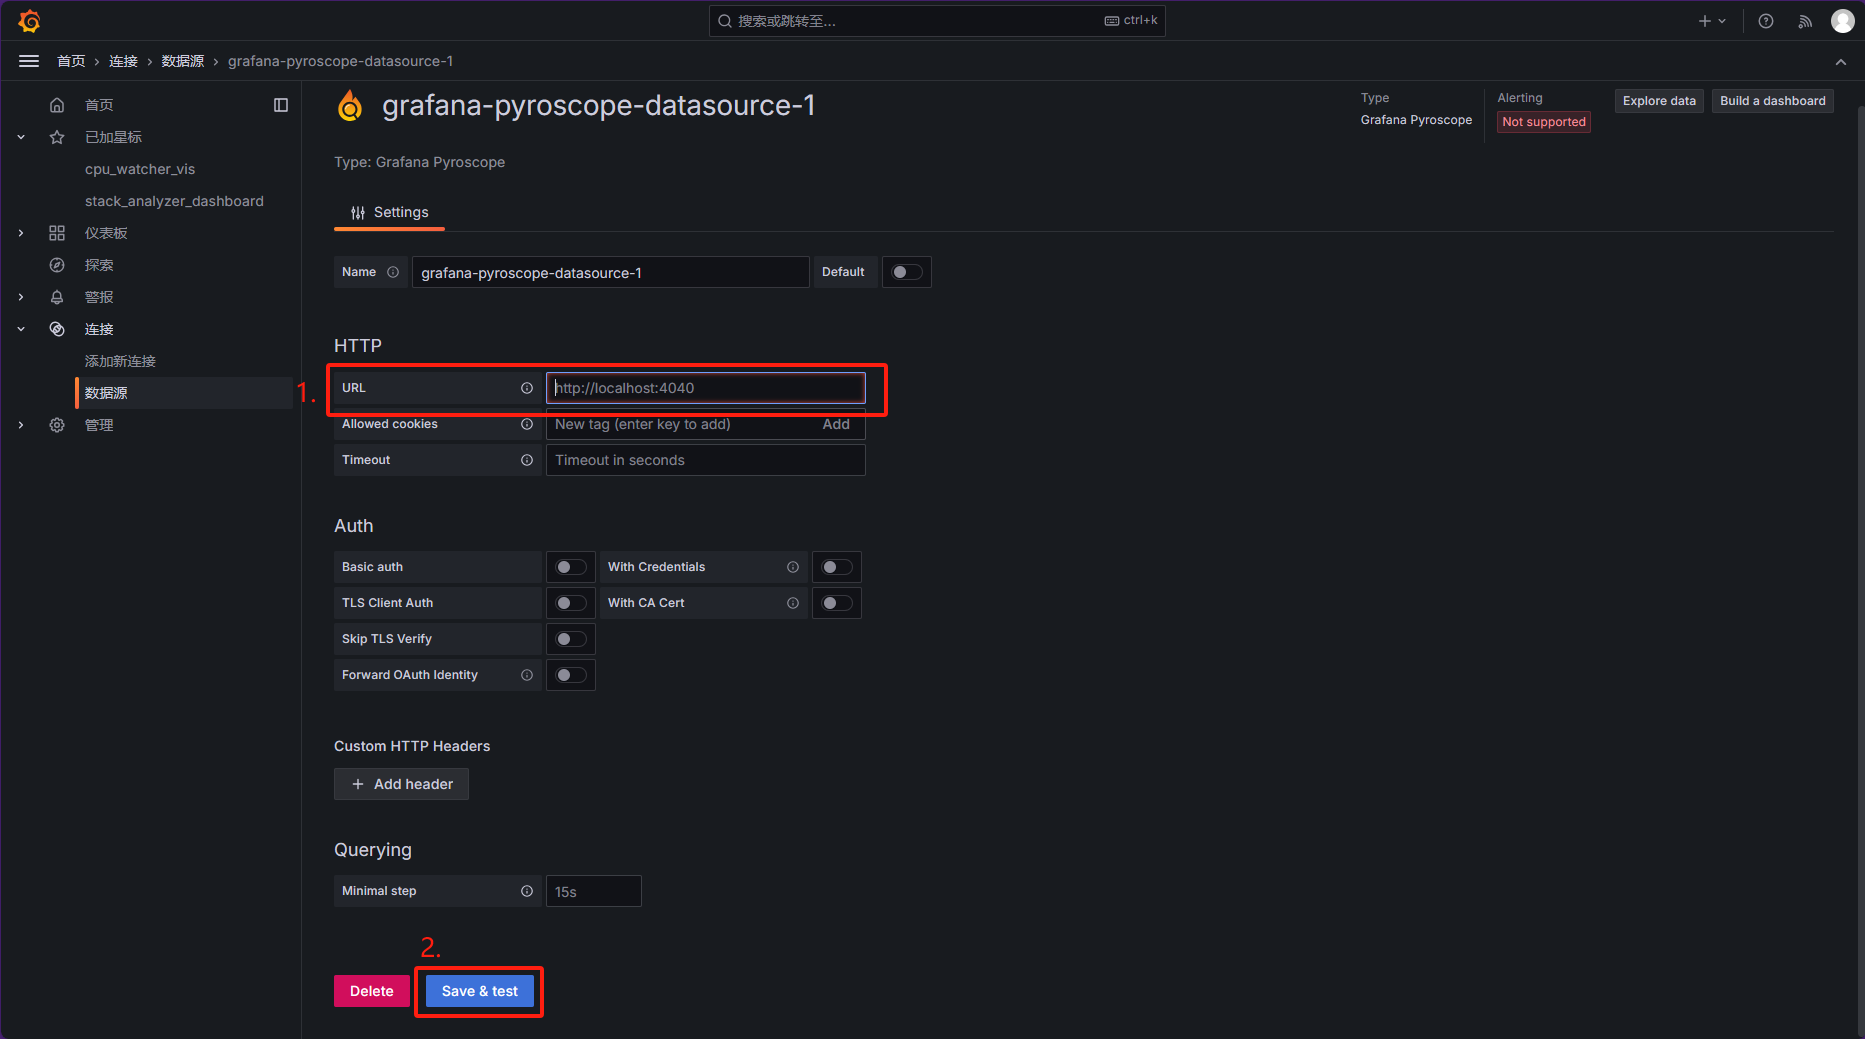 搜索或跳转至...
ctrl+k
首页 › 连接 › 数据源 › grafana-pyroscope-datasource-1
首页
已加星标
cpu_watcher_vis
stack_analyzer_dashboard
仪表板
探索
警报
连接
添加新连接
数据源
管理
grafana-pyroscope-datasource-1
Type
Grafana Pyroscope
Alerting
Not supported
Explore data
Build a dashboard
Type: Grafana Pyroscope
Settings
Name
grafana-pyroscope-datasource-1
Default
HTTP
1.
URL
http://localhost:4040
Allowed cookies
New tag (enter key to add)
Add
Timeout
Timeout in seconds
Auth
Basic auth
With Credentials
TLS Client Auth
With CA Cert
Skip TLS Verify
Forward OAuth Identity
Custom HTTP Headers
Add header
Querying
Minimal step
15s
2.
Delete
Save & test